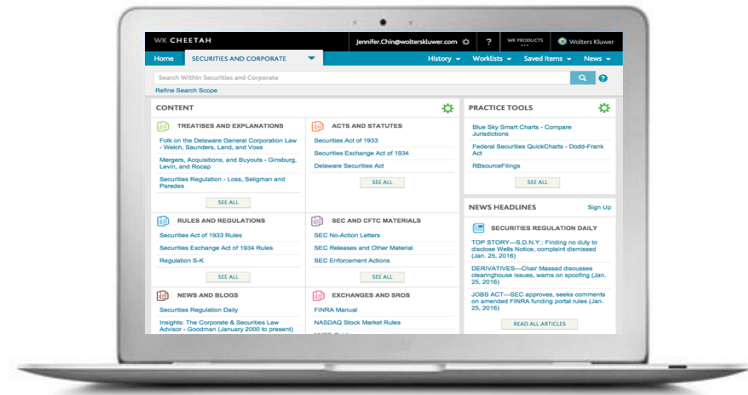 WK CHEETAH
Jennifer.Chin@wolterskluwer.com
?
WK PRODUCTS
Wolters Kluwer
Home
SECURITIES AND CORPORATE
History
Worklists
Saved Items
News
Search Within Securities and Corporate
?
Refine Search Scope
CONTENT
TREATISES AND EXPLANATIONS
Folk on the Delaware General Corporation Law
- Welch, Saunders, Land, and Voss
Mergers, Acquisitions, and Buyouts - Ginsburg,
Levin, and Rocap
Securities Regulation - Loss, Seligman and
Paredes
SEE ALL
ACTS AND STATUTES
Securities Act of 1933
Securities Exchange Act of 1934
Delaware Securities Act
SEE ALL
RULES AND REGULATIONS
Securities Act of 1933 Rules
Securities Exchange Act of 1934 Rules
Regulation S-K
SEE ALL
SEC AND CFTC MATERIALS
SEC No-Action Letters
SEC Releases and Other Material
SEC Enforcement Actions
SEE ALL
NEWS AND BLOGS
Securities Regulation Daily
Insights: The Corporate & Securities Law
Advisor - Goodman (January 2000 to present)
EXCHANGES AND SROS
FINRA Manual
NASDAQ Stock Market Rules
PRACTICE TOOLS
Blue Sky Smart Charts - Compare
Jurisdictions
Federal Securities QuickCharts - Dodd-Frank
Act
RBsourceFilings
SEE ALL
NEWS HEADLINES
Sign Up
SECURITIES REGULATION DAILY
TOP STORY—S.D.N.Y.: Finding no duty to
disclose Wells Notice, complaint dismissed
(Jan. 25, 2016)
DERIVATIVES—Chair Massad discusses
clearinghouse issues, warns on spoofing (Jan.
25, 2016)
JOBS ACT—SEC approves, seeks comments
on amended FINRA funding portal rules (Jan.
25, 2016)
READ ALL ARTICLES